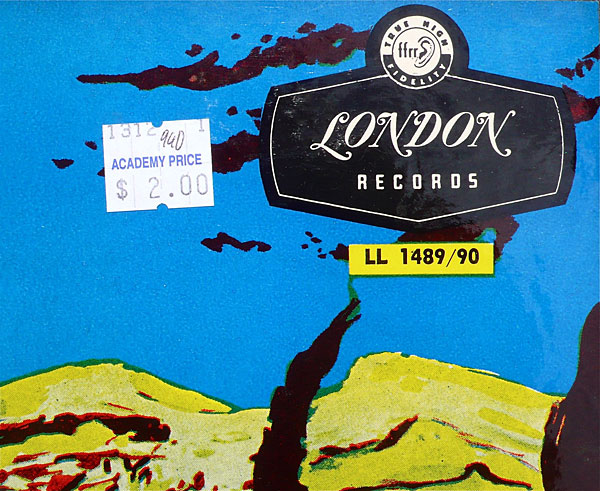 TRUE HIGH
ffrr
FIDELITY
LONDON
RECORDS
LL 1489/90
1312 1
940
ACADEMY PRICE
$ 2.00